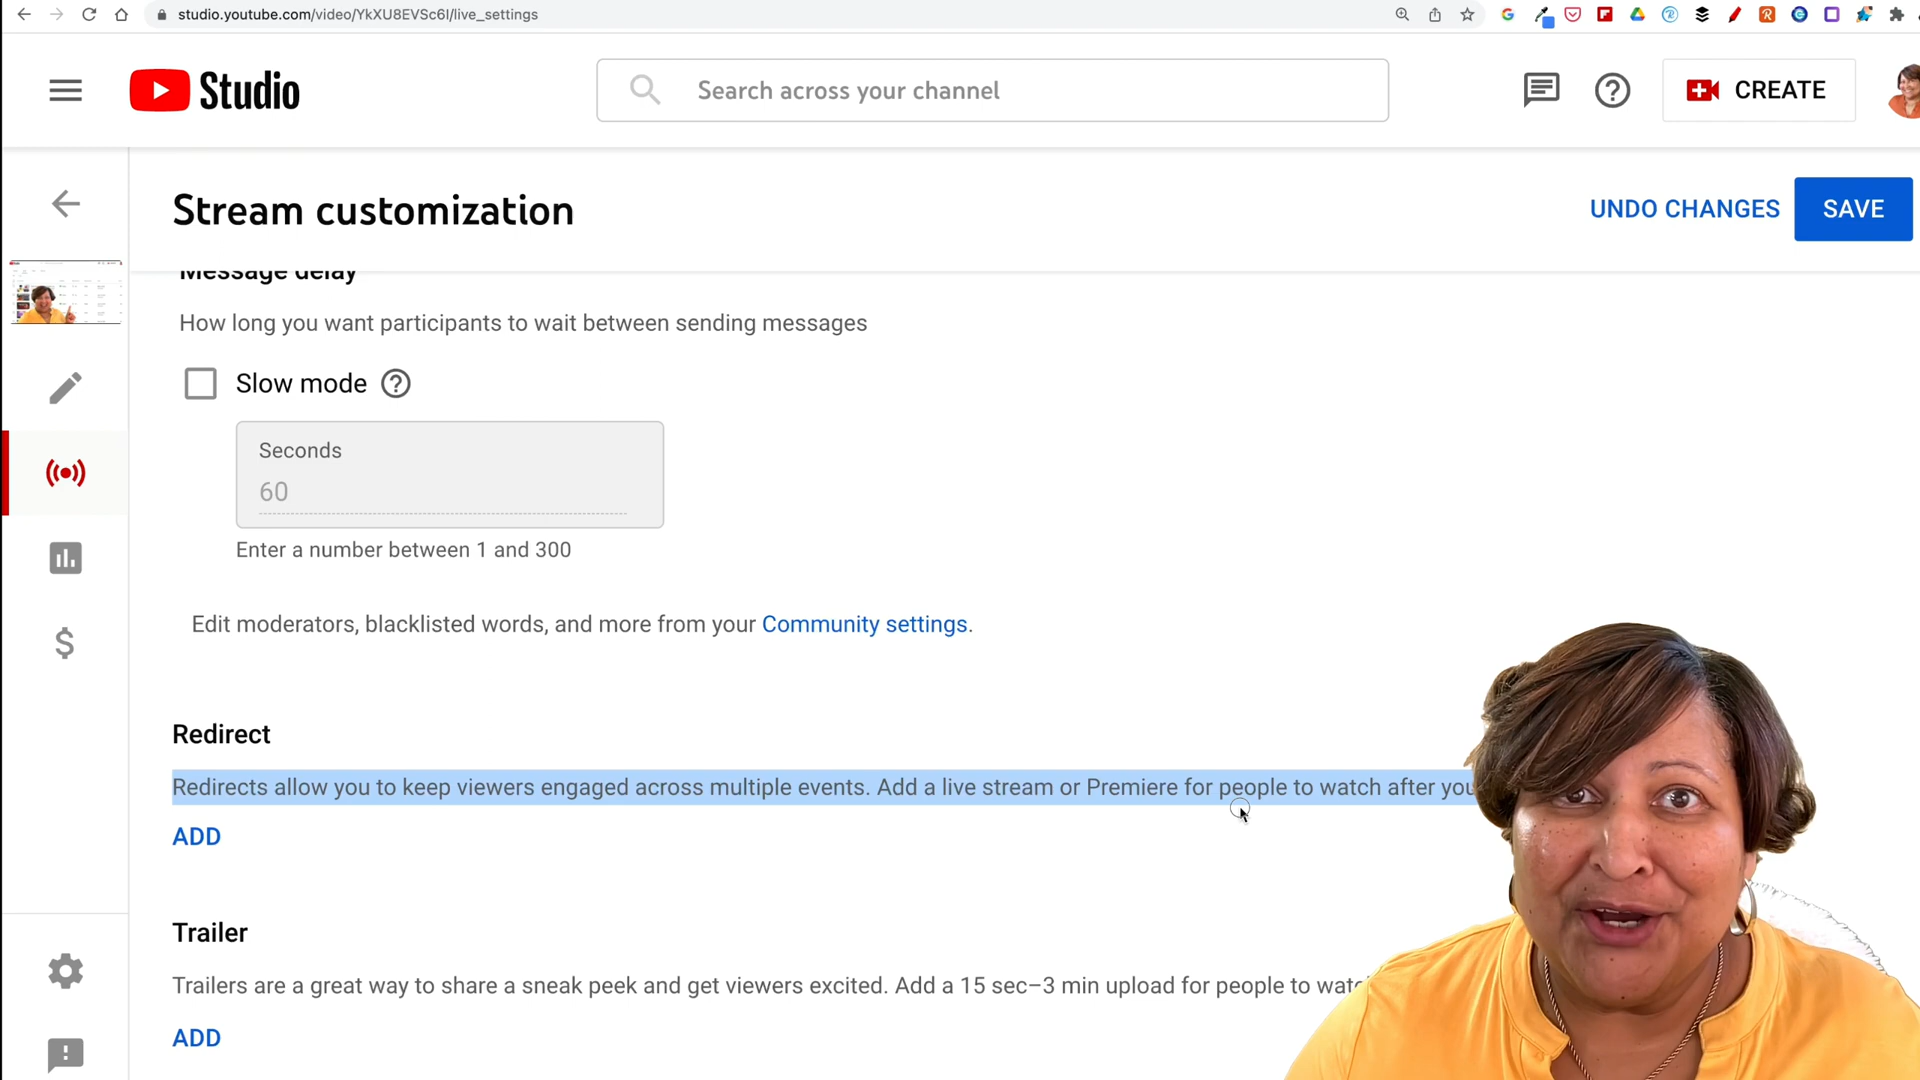 studio.youtube.com/video/YkXU8EVSc6I/live_settings
Studio
Search across your channel
CREATE
Stream customization
UNDO CHANGES
SAVE
Message delay
How long you want participants to wait between sending messages
Slow mode
Seconds
60
Enter a number between 1 and 300
Edit moderators, blacklisted words, and more from your Community settings.
Redirect
Redirects allow you to keep viewers engaged across multiple events. Add a live stream or Premiere for people to watch after you
ADD
Trailer
Trailers are a great way to share a sneak peek and get viewers excited. Add a 15 sec–3 min upload for people to
ADD